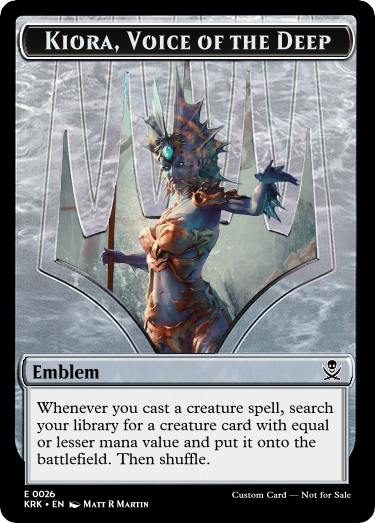 Kiora, Voice of the Deep
Emblem
Whenever you cast a creature spell, search
your library for a creature card with equal
or lesser mana value and put it onto the
battlefield. Then shuffle.
E 0026
KRK • EN Matt R Martin
Custom Card — Not for Sale